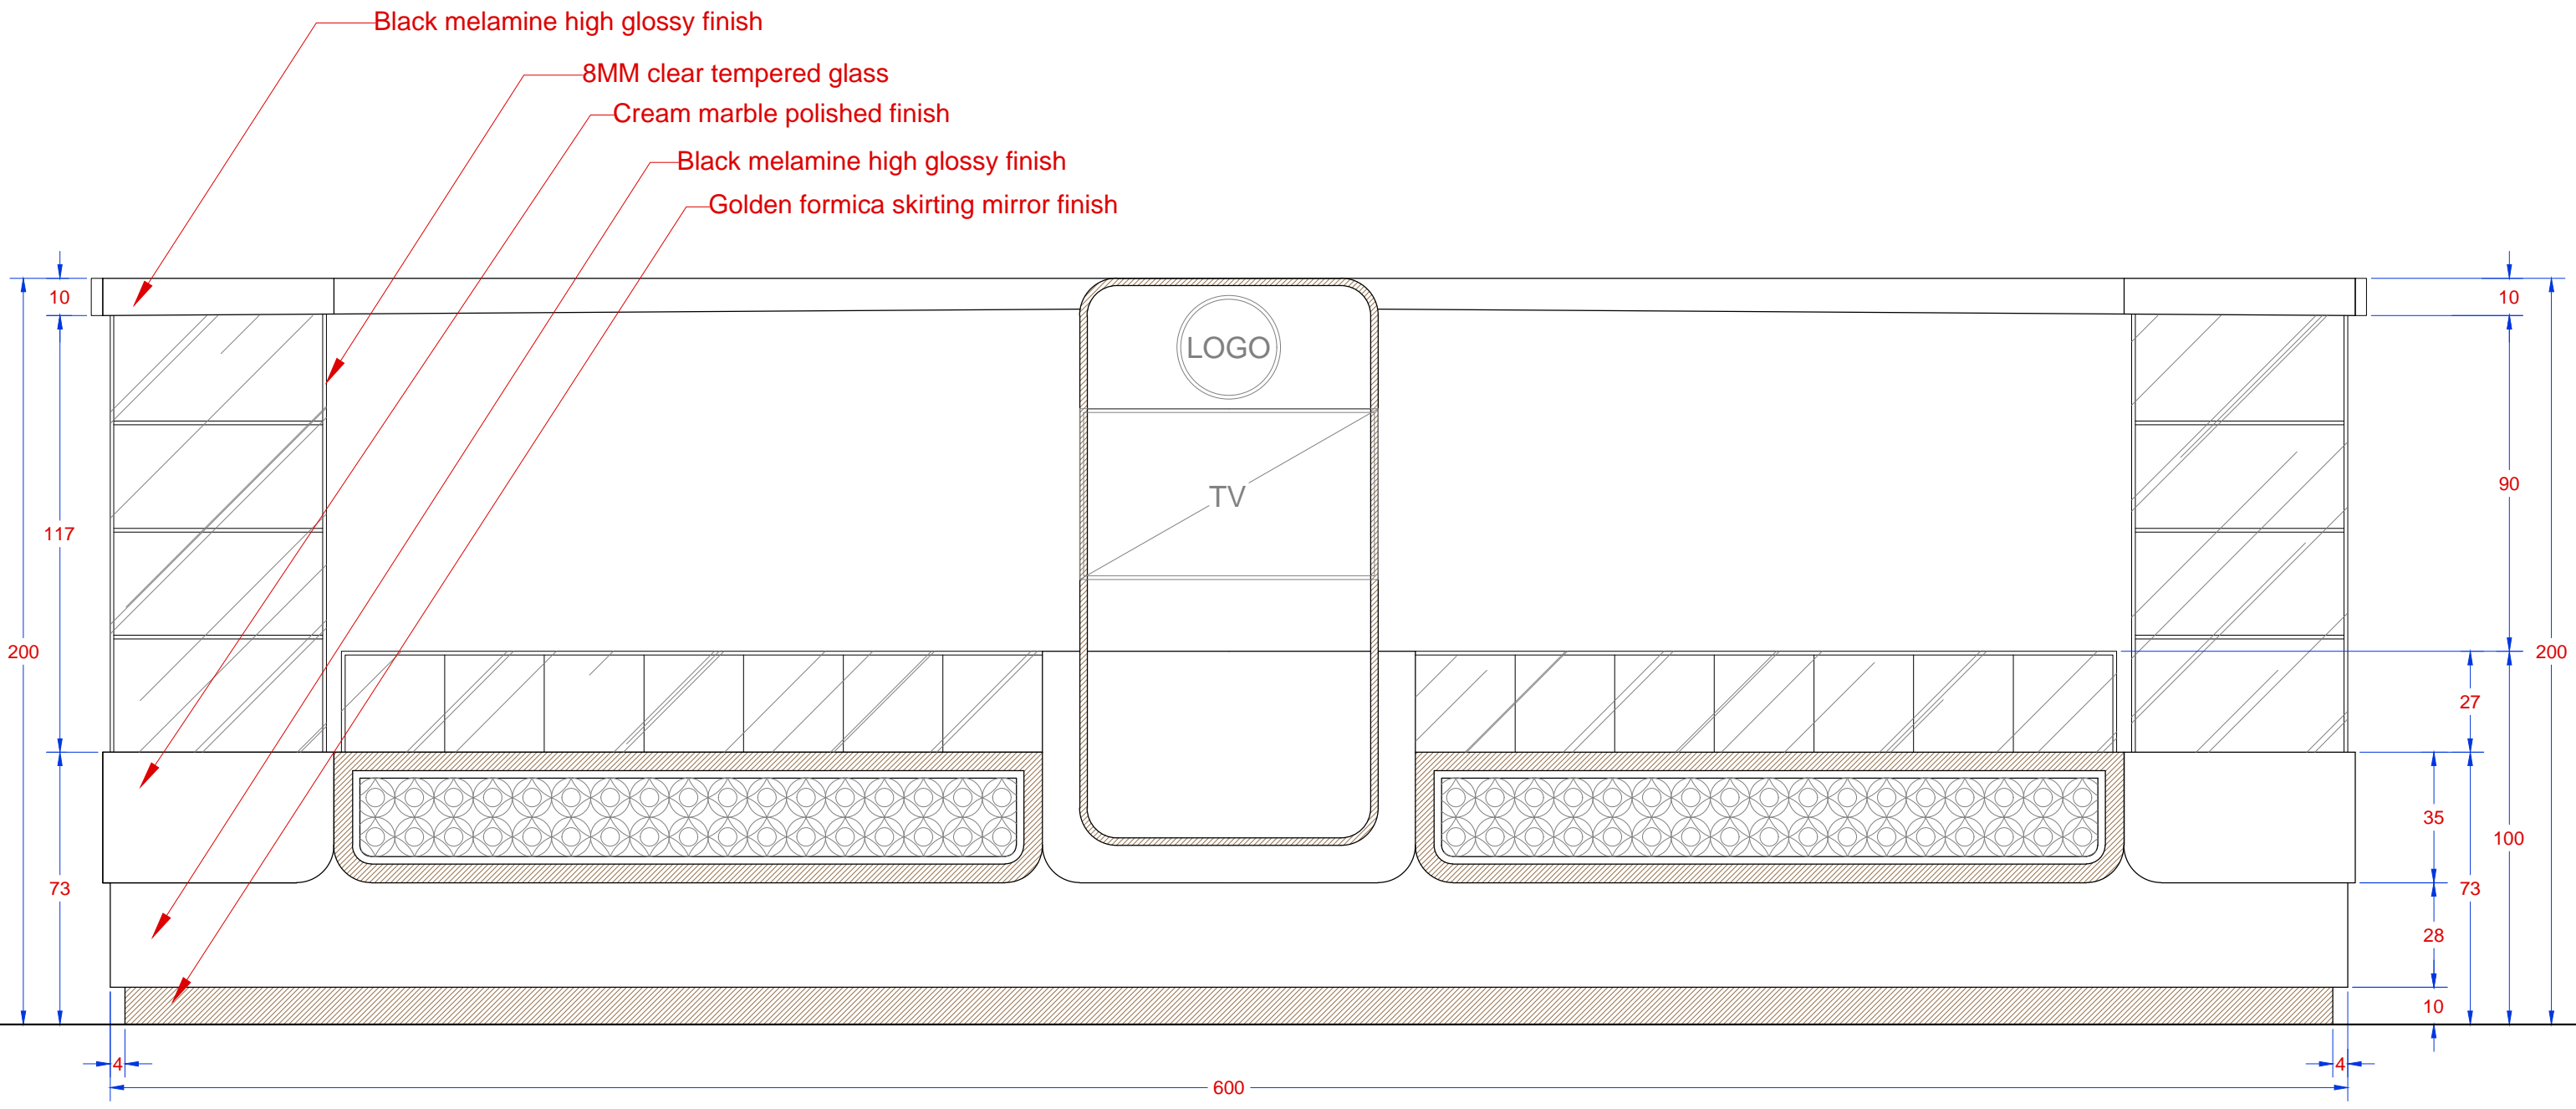 Black melamine high glossy finish
8MM clear tempered glass
Cream marble polished finish
Black melamine high glossy finish
Golden formica skirting mirror finish
10
10
LOGO
90
TV
117
200
200
27
35
100
73
73
28
10
4
4
600